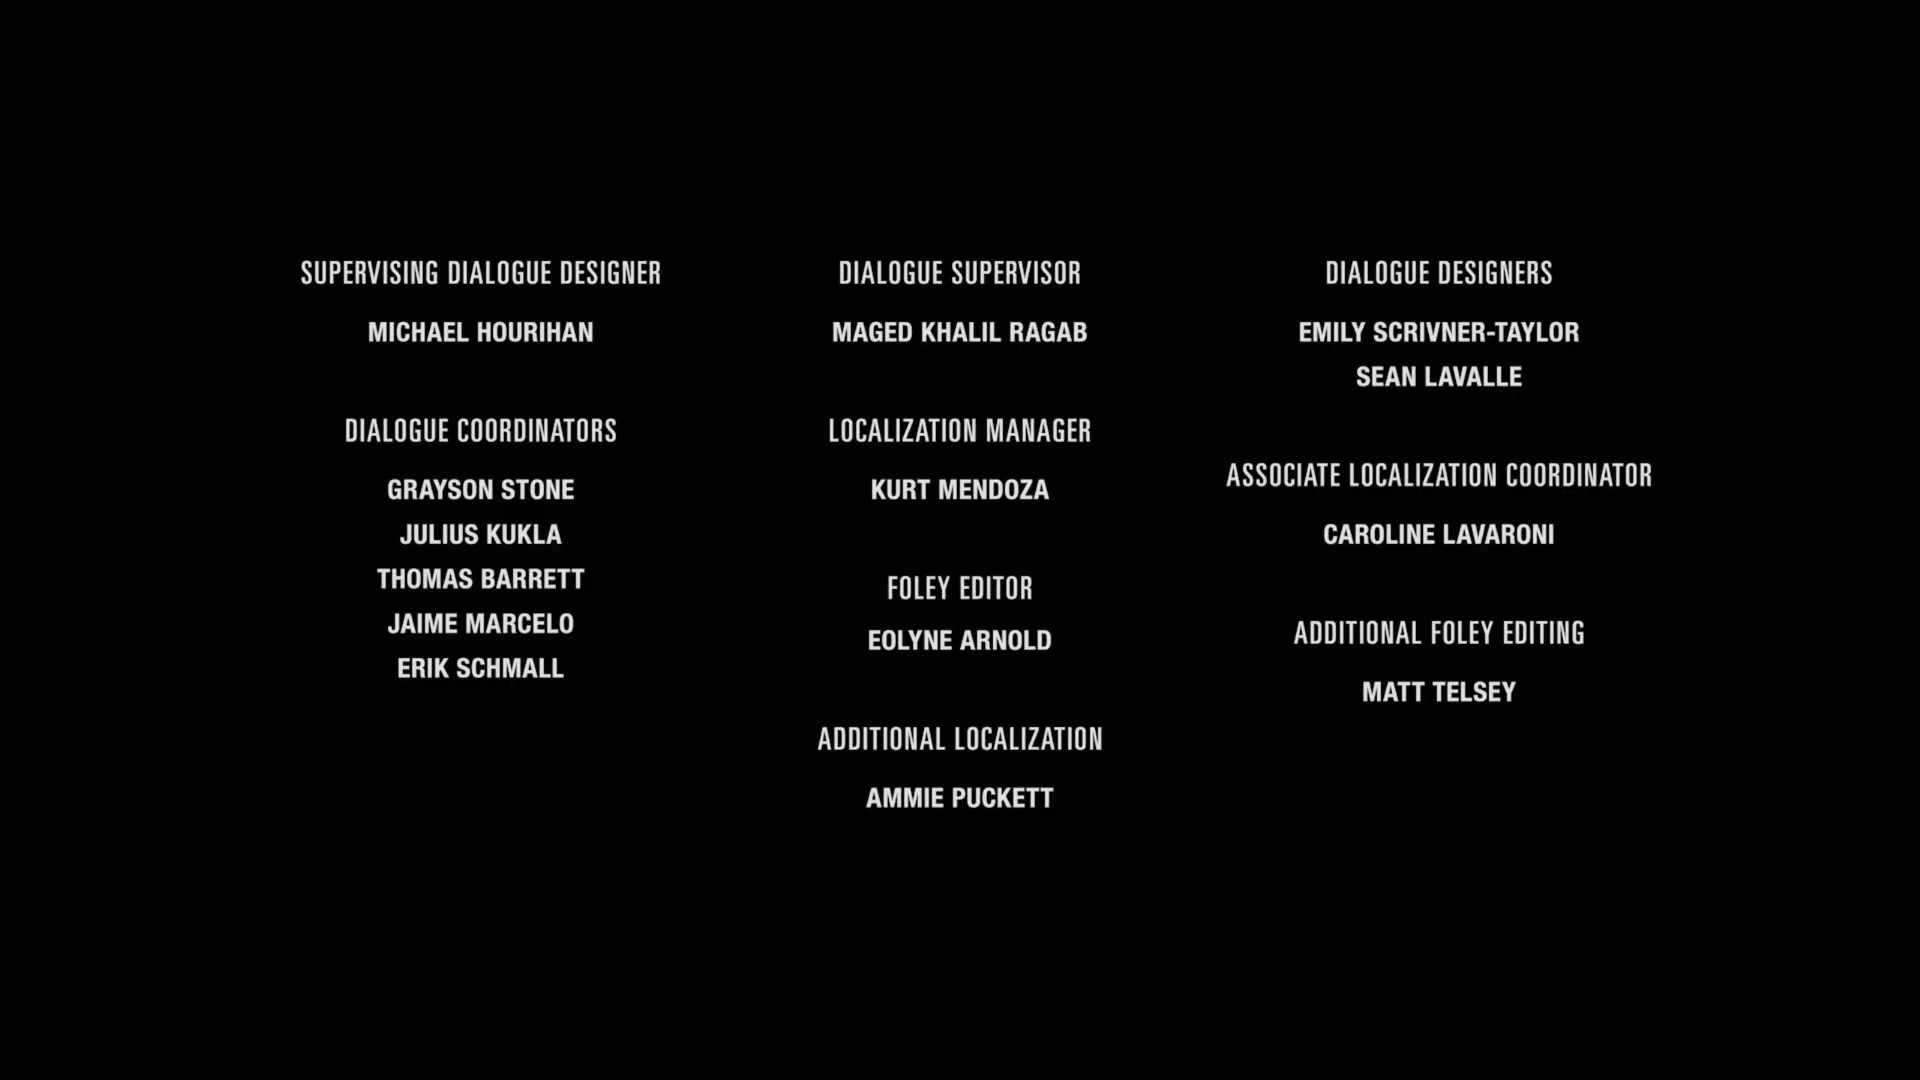 SUPERVISING DIALOGUE DESIGNER
MICHAEL HOURIHAN
DIALOGUE COORDINATORS
GRAYSON STONE
JULIUS KUKLA
THOMAS BARRETT
JAIME MARCELO
ERIK SCHMALL
DIALOGUE SUPERVISOR
MAGED KHALIL RAGAB
LOCALIZATION MANAGER
KURT MENDOZA
FOLEY EDITOR
EOLYNE ARNOLD
ADDITIONAL LOCALIZATION
AMMIE PUCKETT
DIALOGUE DESIGNERS
EMILY SCRIVNER-TAYLOR
SEAN LAVALLE
ASSOCIATE LOCALIZATION COORDINATOR
CAROLINE LAVARONI
ADDITIONAL FOLEY EDITING
MATT TELSEY